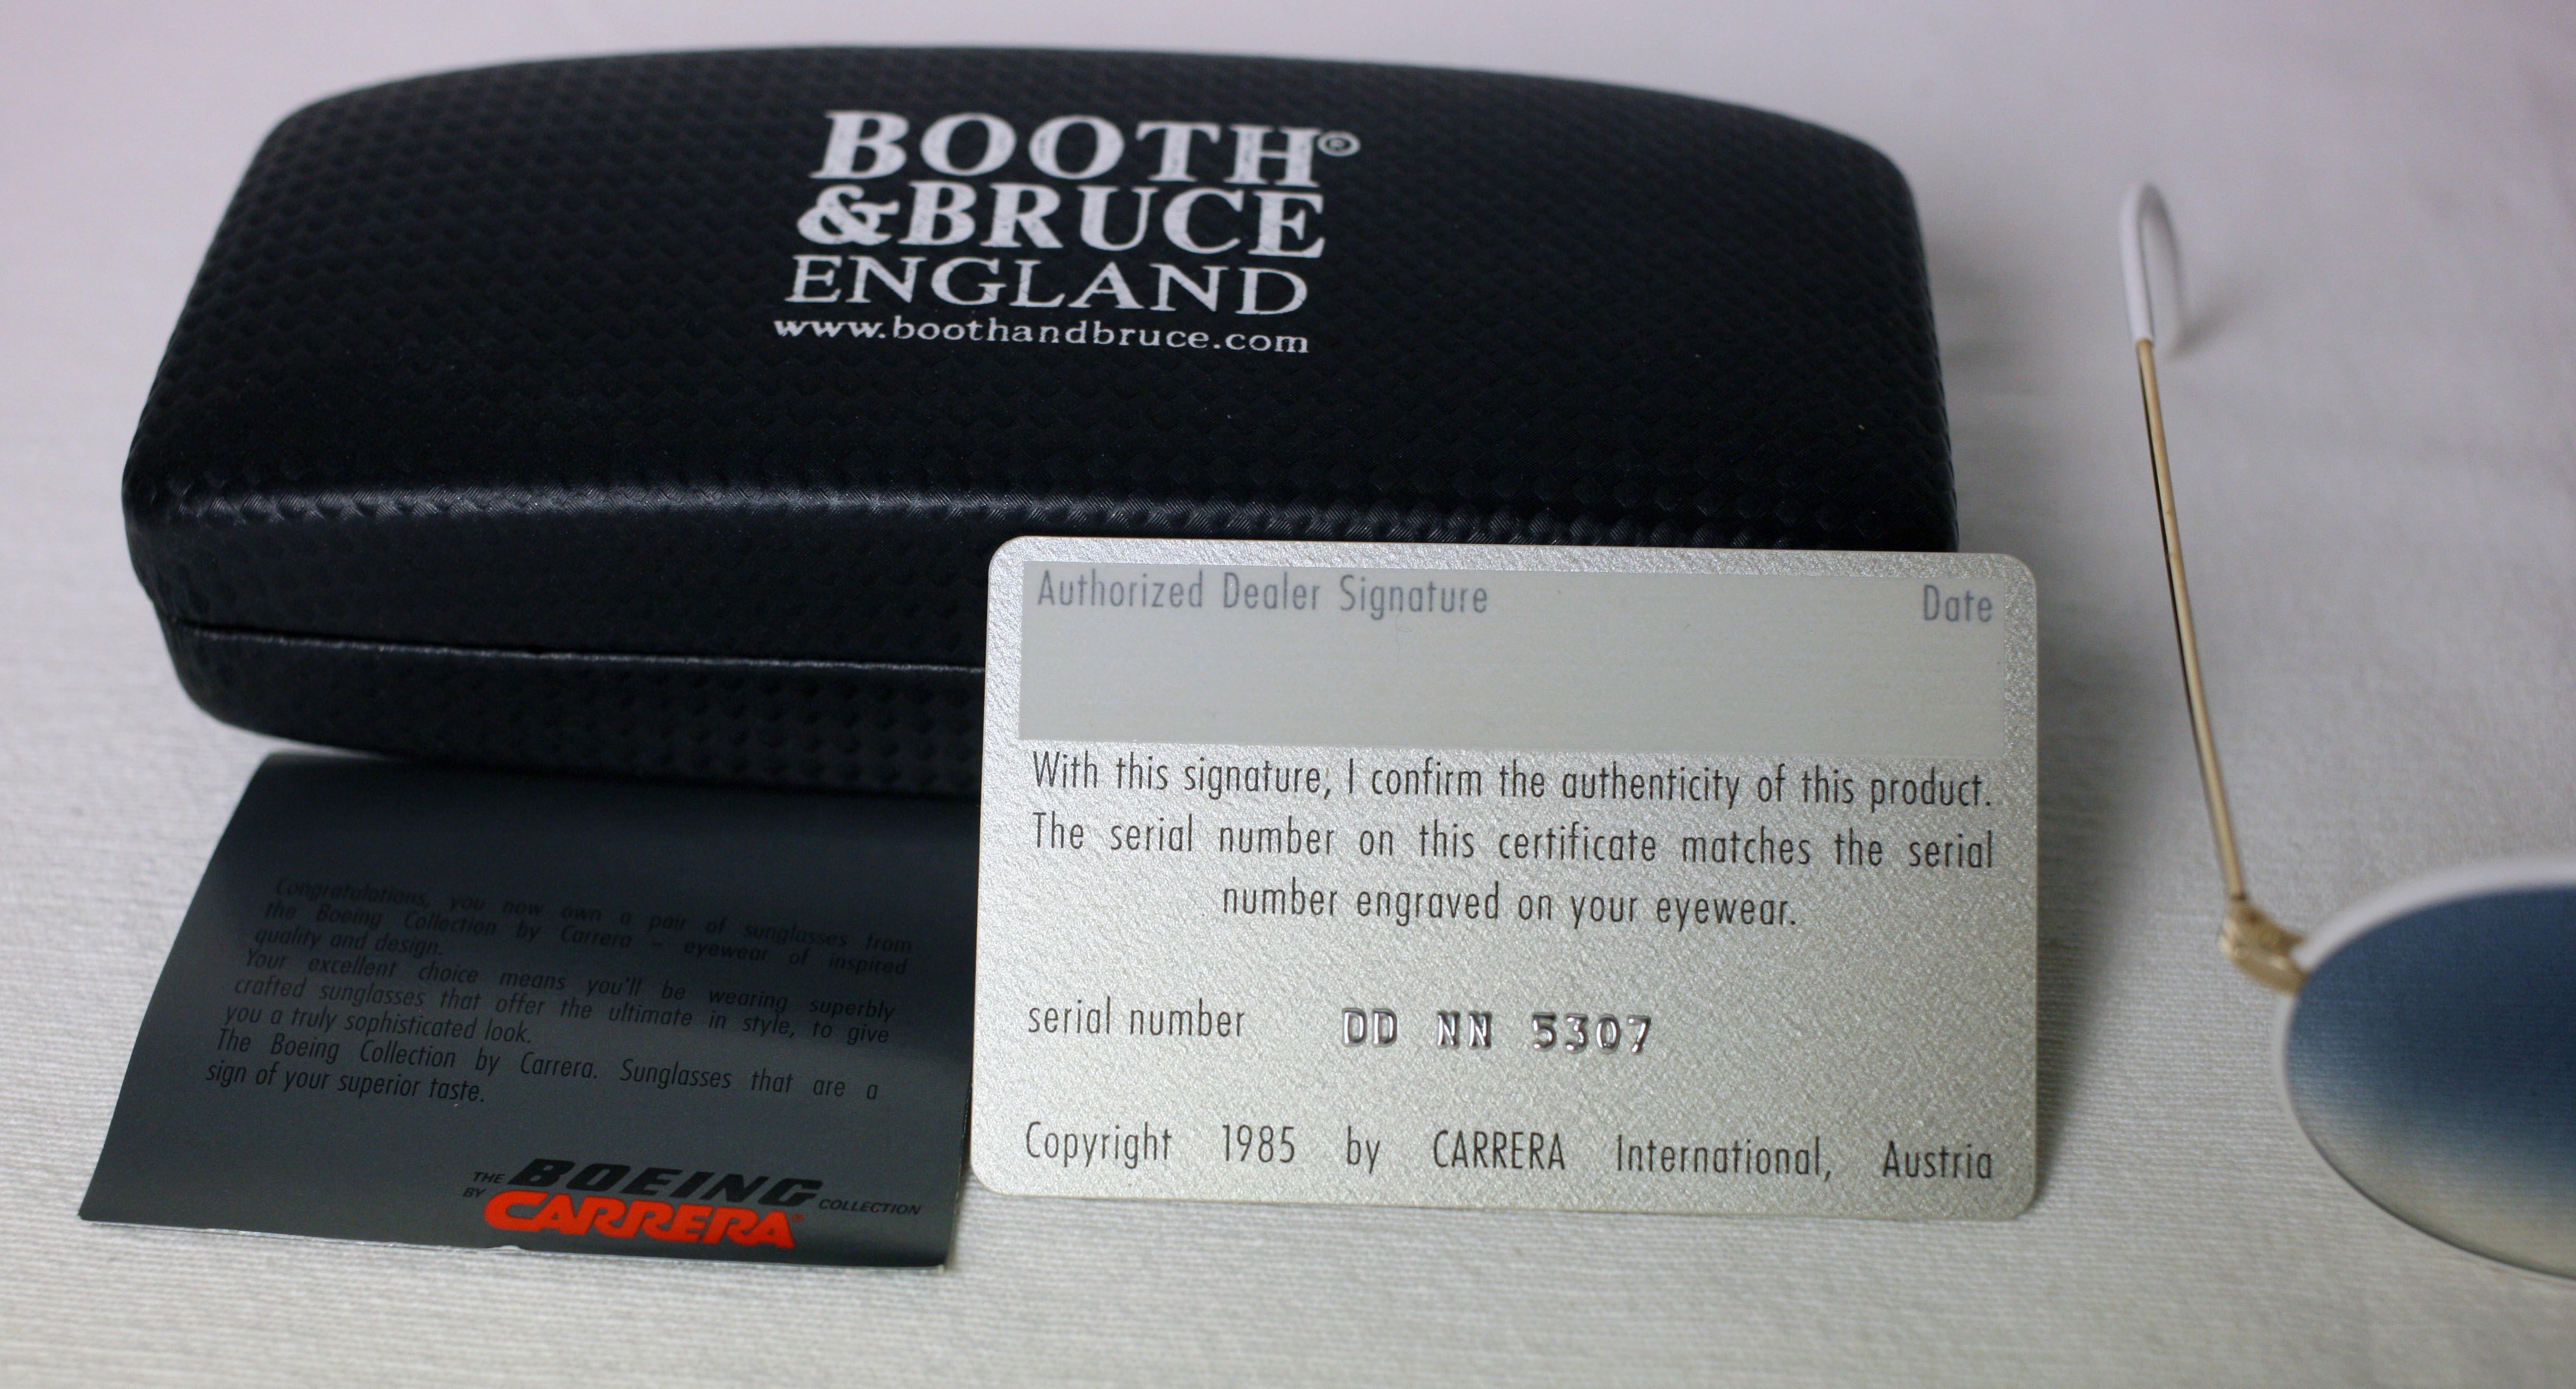 BOOTH®
&BRUCE
ENGLAND
www.boothandbruce.com
Authorized Dealer Signature Date
With this signature, I confirm the authenticity of this product.
The serial number on this certificate matches the serial
number engraved on your eyewear.
serial number DD NN 5307
Copyright 1985 by CARRERA International, Austria
Congratulations, you now own a pair of sunglasses from
the Boeing Collection by Carrera – eyewear of inspired
quality and design.
Your excellent choice means you'll be wearing superbly
crafted sunglasses that offer the ultimate in style, to give
you a truly sophisticated look.
The Boeing Collection by Carrera. Sunglasses that are a
sign of your superior taste.
THE BOEING COLLECTION
BY CARRERA®